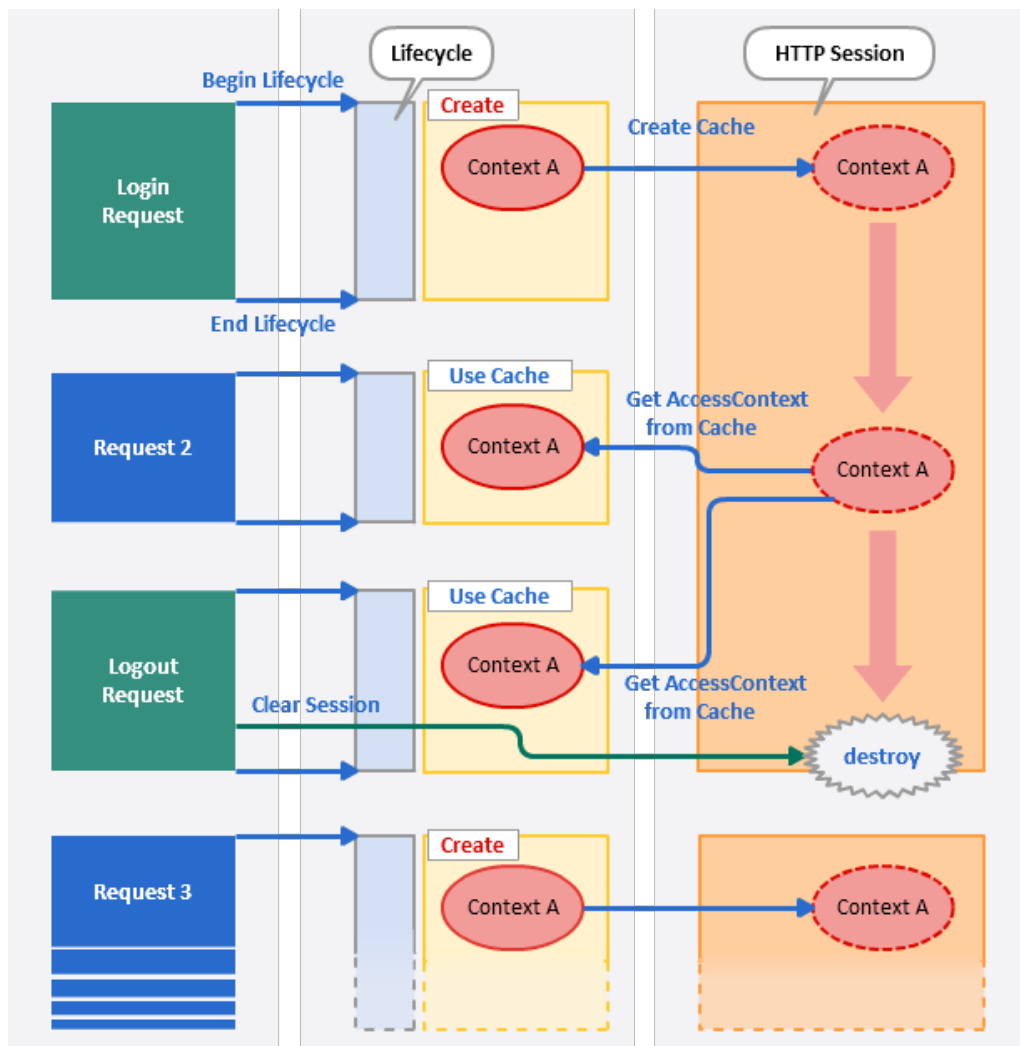 Lifecycle
HTTP Session
Begin Lifecycle
Create
Create Cache
Login
Request
Context A
Context A
End Lifecycle
Use Cache
Get AccessContext
from Cache
Request 2
Context A
Context A
Use Cache
Logout
Request
Context A
Get AccessContext
from Cache
Clear Session
destroy
Create
Request 3
Context A
Context A